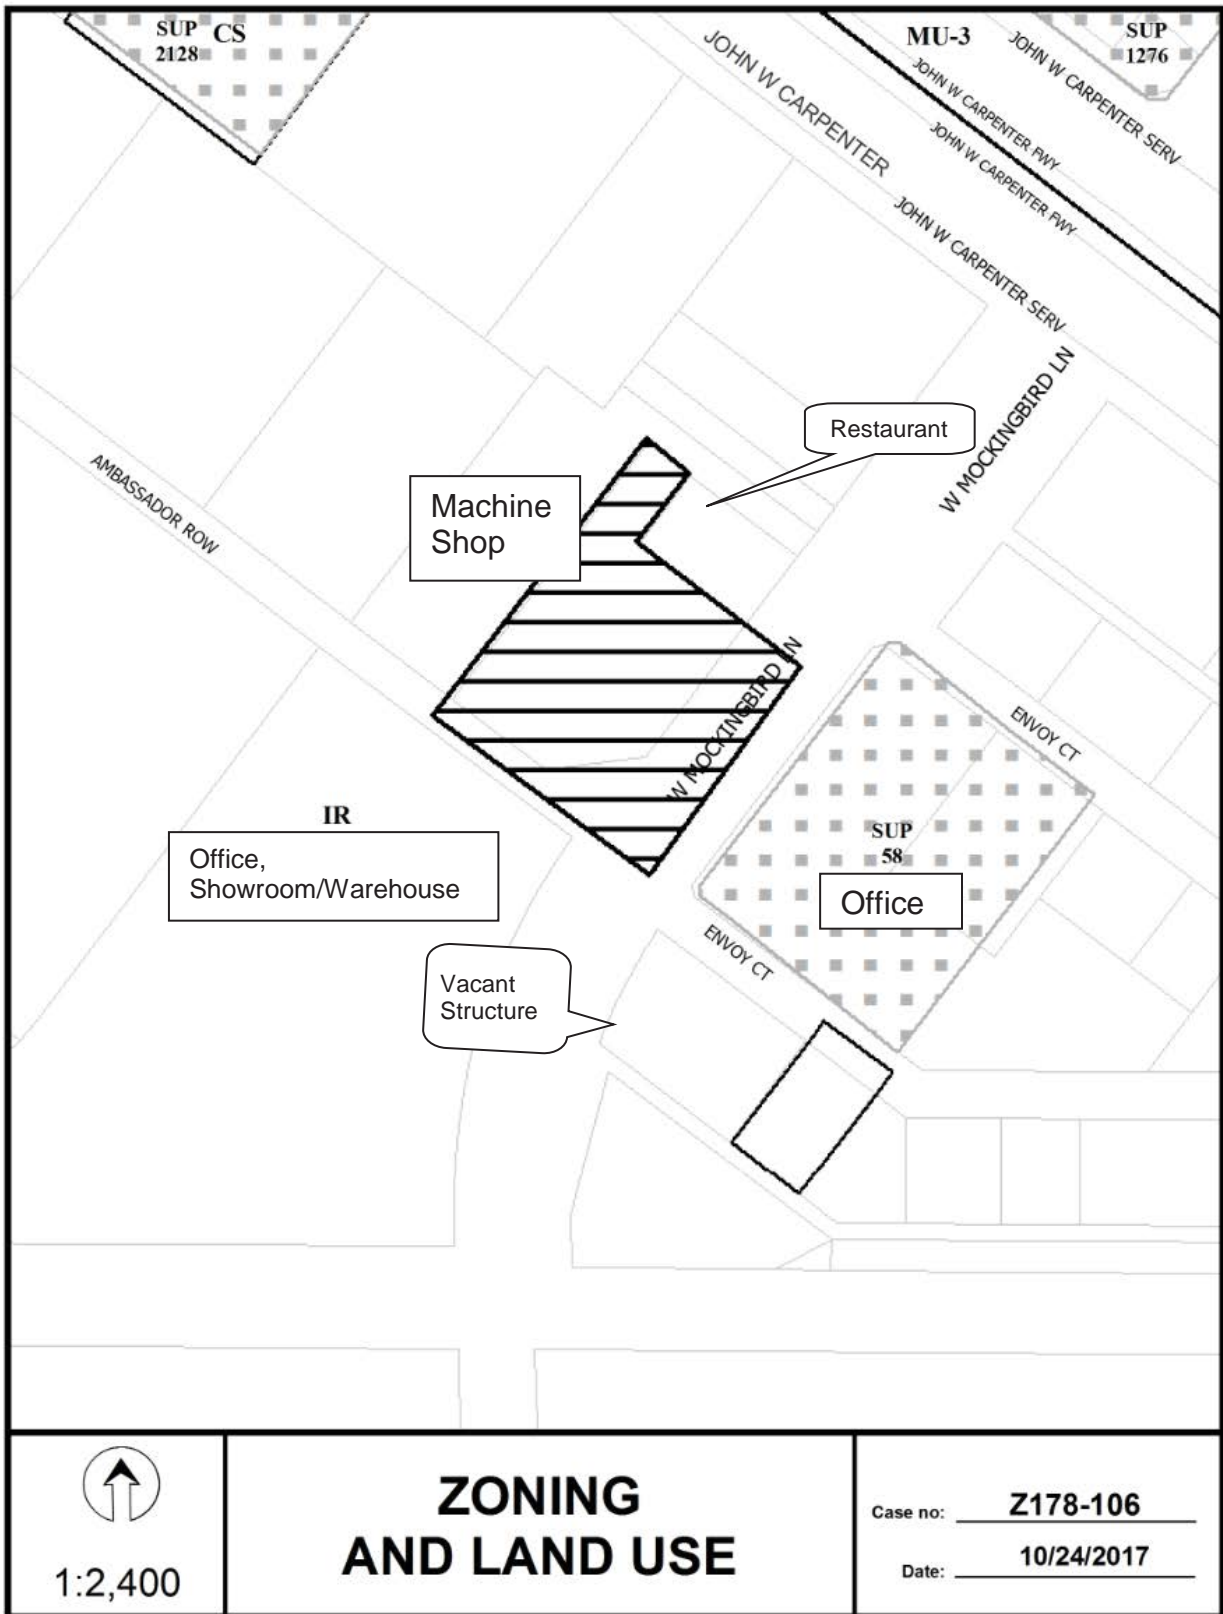 SUP
2128
CS
MU-3
SUP
1276
JOHN W CARPENTER
JOHN W CARPENTER SERV
JOHN W CARPENTER FWY
JOHN W CARPENTER FWY
JOHN W CARPENTER SERV
W MOCKINGBIRD LN
Restaurant
AMBASSADOR ROW
Machine
Shop
W MOCKINGBIRD LN
ENVOY CT
IR
Office,
Showroom/Warehouse
SUP
58
Office
ENVOY CT
Vacant
Structure
1:2,400
ZONING
AND LAND USE
Case no: Z178-106
Date: 10/24/2017